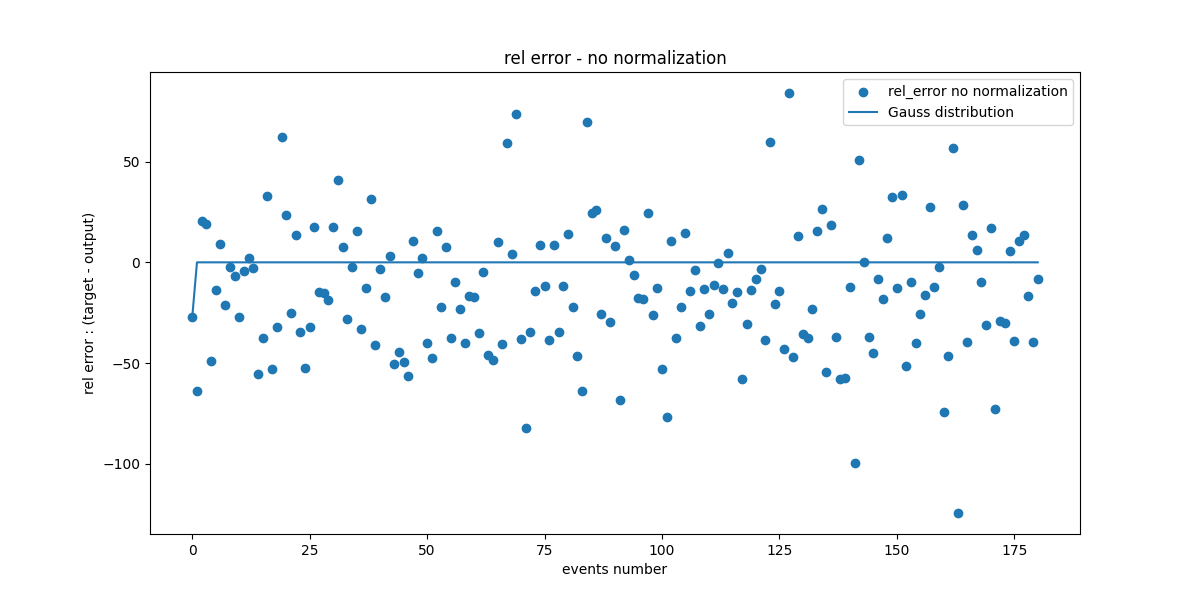 rel error - no normalization
rel_error no normalization
Gauss distribution
rel error : (target - output)
50
0
−50
−100
0 25 50 75 100 125 150 175
events number